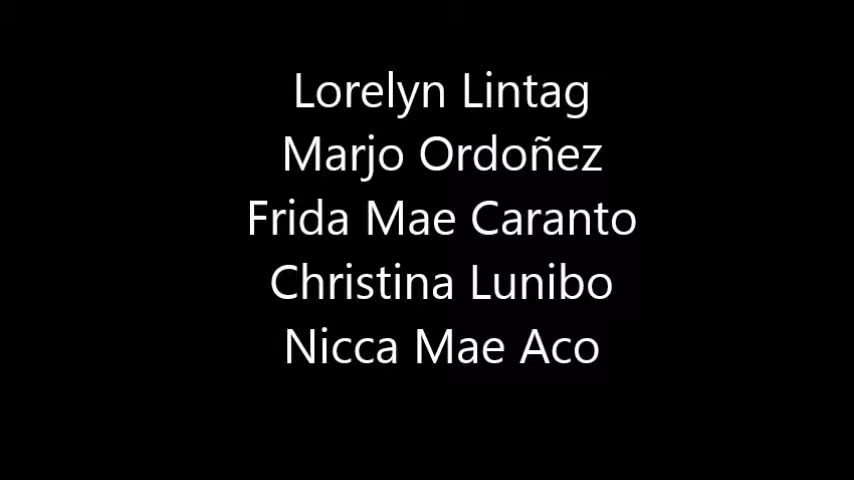 Lorelyn Lintag
Marjo Ordoñez
Frida Mae Caranto
Christina Lunibo
Nicca Mae Aco